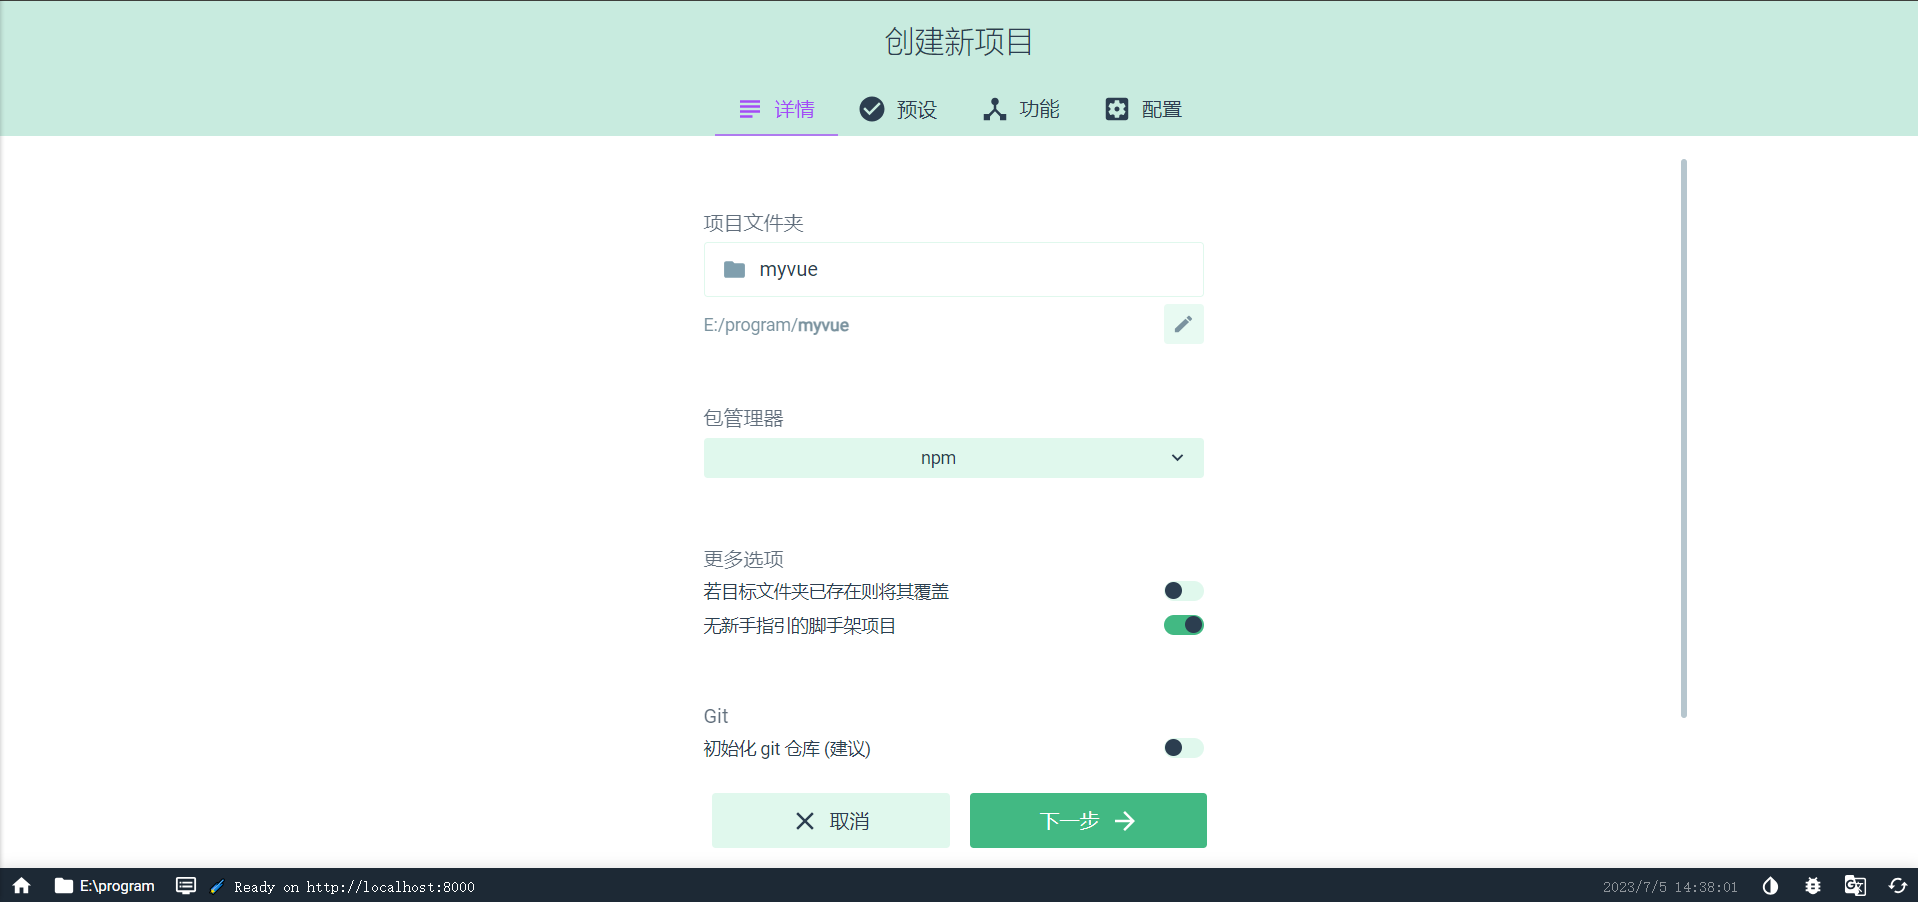 创建新项目
详情 预设 功能 配置
项目文件夹
myvue
E:/program/myvue
包管理器
npm
更多选项
若目标文件夹已存在则将其覆盖
无新手指引的脚手架项目
Git
初始化 git 仓库 (建议)
取消 下一步
E:\program Ready on http://localhost:8000 2023/7/5 14:38:01